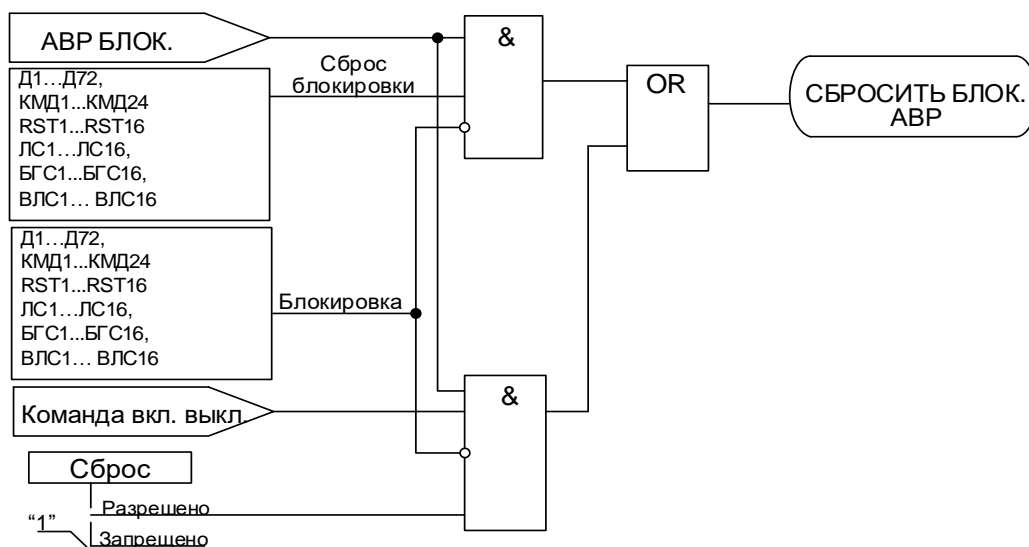 АВР БЛОК.
Д1...Д72,
КМД1...КМД24
RST1...RST16
ЛС1...ЛС16,
БГС1...БГС16,
ВЛС1... ВЛС16
Сброс
блокировки
&
OR
СБРОСИТЬ БЛОК.
АВР
Д1...Д72,
КМД1...КМД24
RST1...RST16
ЛС1...ЛС16,
БГС1...БГС16,
ВЛС1... ВЛС16
Блокировка
Команда вкл. выкл.
&
Сброс
Разрешено
“1”
Запрещено